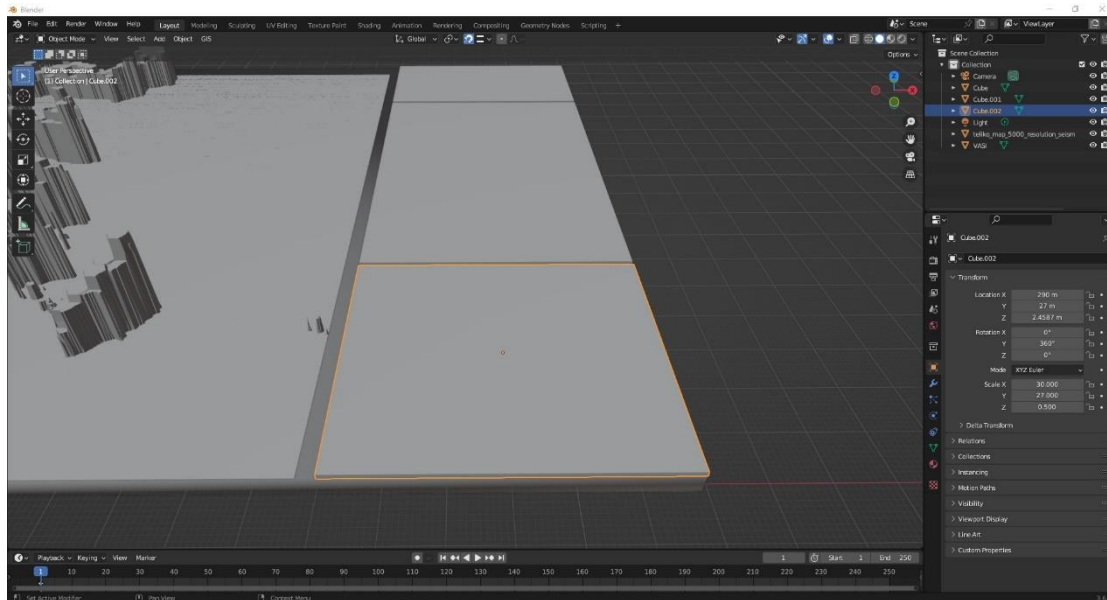 Blender
File Edit Render Window Help Layout Modeling Sculpting UV Editing Texture Paint Shading Animation Rendering Compositing Geometry Nodes Scripting + Scene ViewLayer
Object Mode View Select Add Object GIS Global
Options
User Perspective
(1) Collection | Cube.002
Scene Collection
Collection
Camera
Cube
Cube.001
Cube.002
Light
teliko_map_5000_resolution_seism
VASI
Cube.002
Cube.002
Transform
Location X 290 m
Y 27 m
Z 2.4587 m
Rotation X 0°
Y 360°
Z 0°
Mode XYZ Euler
Scale X 30.000
Y 27.000
Z 0.500
Delta Transform
Relations
Collections
Instancing
Motion Paths
Visibility
Viewport Display
Line Art
Custom Properties
Playback Keying View Marker 1 Start 1 End 250
1 10 20 30 40 50 60 70 80 90 100 110 120 130 140 150 160 170 180 190 200 210 220 230 240 250
Set Active Modifier Pan View Context Menu